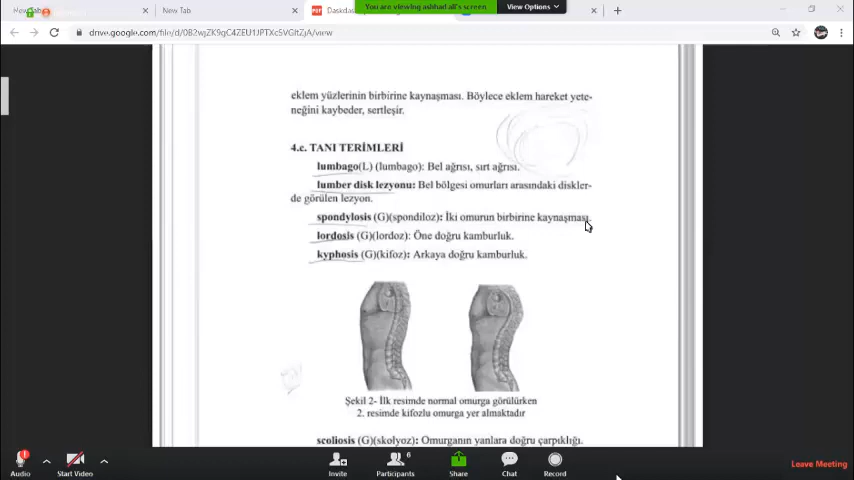 New Tab
New Tab
PDF
You are viewing ashhad ali's screen
View Options
drive.google.com/file/d/0B2wjZK9gC4ZEU1JPTXc5VGltZjA/view
eklem yüzlerinin birbirine kaynaşması. Böylece eklem hareket yete-
neğini kaybeder, sertleşir.
4.c. TANI TERİMLERİ
lumbago(L) (lumbago): Bel ağrısı, sırt ağrısı.
lumber disk lezyonu: Bel bölgesi omurları arasındaki diskler-
de görülen lezyon.
spondylosis (G)(spondiloz): İki omurun birbirine kaynaşması.
lordosis (G)(lordoz): Öne doğru kamburluk.
kyphosis (G)(kifoz): Arkaya doğru kamburluk.
Şekil 2- İlk resimde normal omurga görülürken
2. resimde kifozlu omurga yer almaktadır
scoliosis (G)(skolyoz): Omurganın yanlara doğru çarpıklığı.
Audio
Start Video
Invite
6
Participants
Share
Chat
Record
Leave Meeting